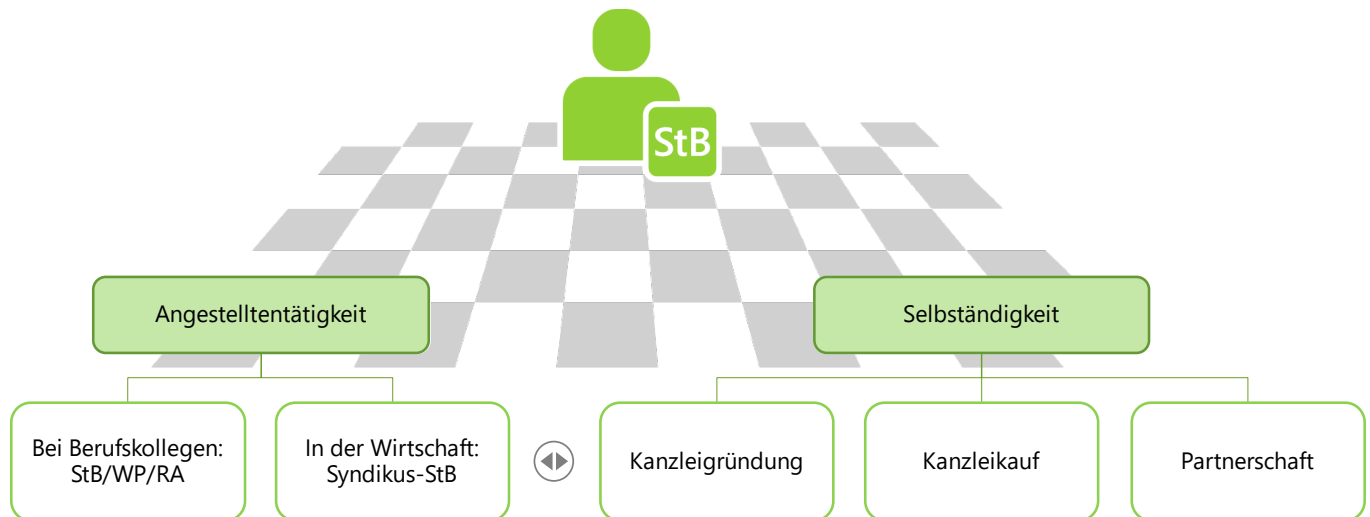 StB
Angestelltentätigkeit
Selbständigkeit
Bei Berufskollegen:
StB/WP/RA
In der Wirtschaft:
Syndikus-StB
Kanzleigründung
Kanzleikauf
Partnerschaft